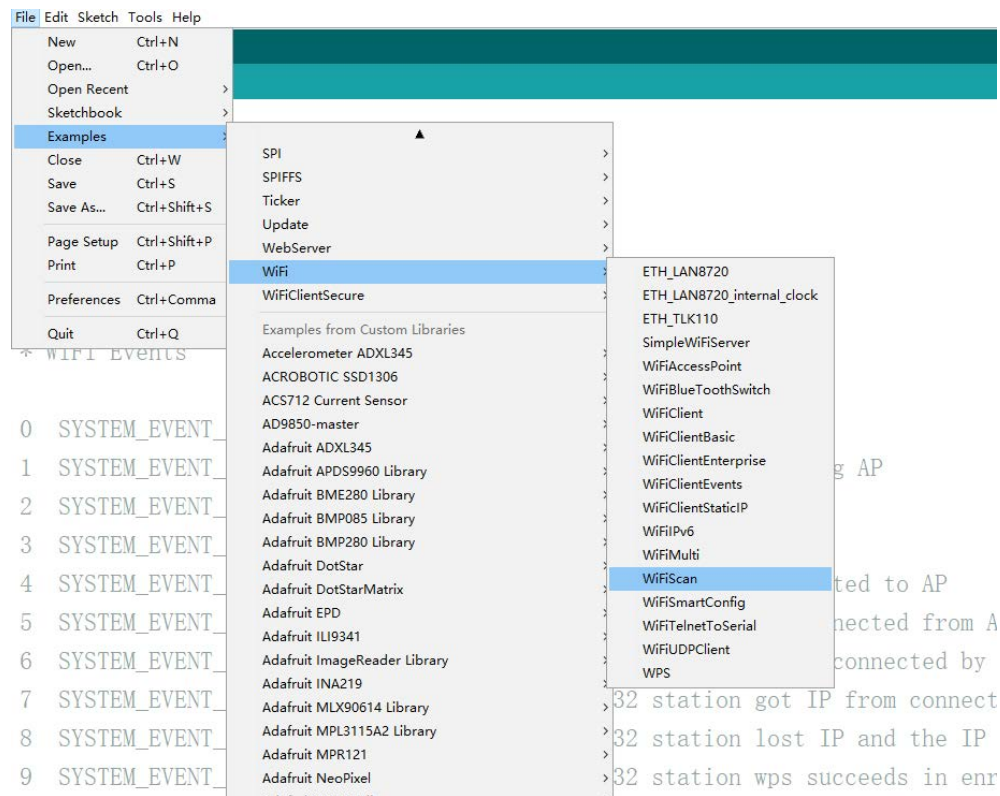 File Edit Sketch Tools Help
New Ctrl+N
Open... Ctrl+O
Open Recent
Sketchbook
Examples
Close Ctrl+W
Save Ctrl+S
Save As... Ctrl+Shift+S
Page Setup Ctrl+Shift+P
Print Ctrl+P
Preferences Ctrl+Comma
Quit Ctrl+Q
SPI
SPIFFS
Ticker
Update
WebServer
WiFi
WiFiClientSecure
Examples from Custom Libraries
Accelerometer ADXL345
ACROBOTIC SSD1306
ACS712 Current Sensor
AD9850-master
Adafruit ADXL345
Adafruit APDS9960 Library
Adafruit BME280 Library
Adafruit BMP085 Library
Adafruit BMP280 Library
Adafruit DotStar
Adafruit DotStarMatrix
Adafruit EPD
Adafruit ILI9341
Adafruit ImageReader Library
Adafruit INA219
Adafruit MLX90614 Library
Adafruit MPL3115A2 Library
Adafruit MPR121
Adafruit NeoPixel
ETH_LAN8720
ETH_LAN8720_internal_clock
ETH_TLK110
SimpleWiFiServer
WiFiAccessPoint
WiFiBlueToothSwitch
WiFiClient
WiFiClientBasic
WiFiClientEnterprise
WiFiClientEvents
WiFiClientStaticIP
WiFiIPv6
WiFiMulti
WiFiScan
WiFiSmartConfig
WiFiTelnetToSerial
WiFiUDPClient
WPS
* WiFi Events
0 SYSTEM_EVENT_
1 SYSTEM_EVENT_ AP
2 SYSTEM_EVENT_
3 SYSTEM_EVENT_
4 SYSTEM_EVENT_ ted to AP
5 SYSTEM_EVENT_ nected from A
6 SYSTEM_EVENT_ connected by
7 SYSTEM_EVENT_ 32 station got IP from connect
8 SYSTEM_EVENT_ 32 station lost IP and the IP
9 SYSTEM_EVENT_ 32 station wps succeeds in enr